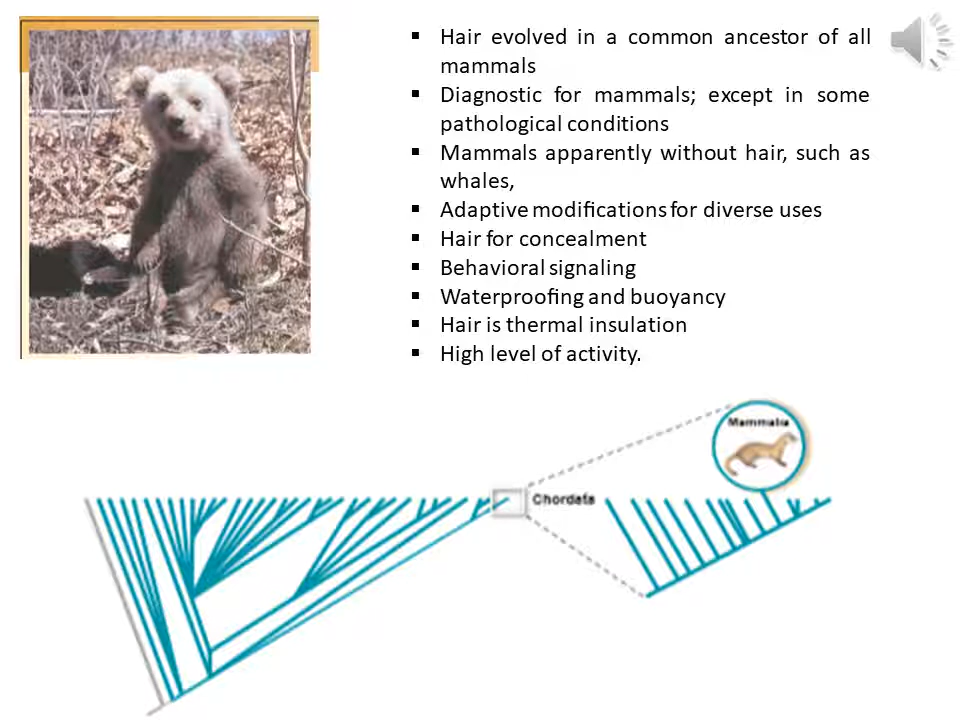 ▪ Hair evolved in a common ancestor of all
mammals
▪ Diagnostic for mammals; except in some
pathological conditions
▪ Mammals apparently without hair, such as
whales,
▪ Adaptive modifications for diverse uses
▪ Hair for concealment
▪ Behavioral signaling
▪ Waterproofing and buoyancy
▪ Hair is thermal insulation
▪ High level of activity.
Mammalia
Chordata